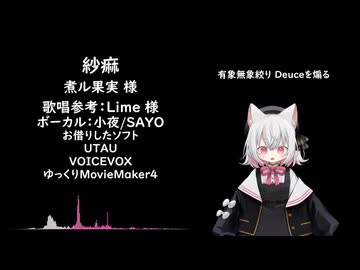 紗痲
煮ル果実 様
歌唱参考：Lime 様
ボーカル：小夜/SAYO
お借りしたソフト
UTAU
VOICEVOX
ゆっくりMovieMaker4
有象無象絞り Deuceを煽る